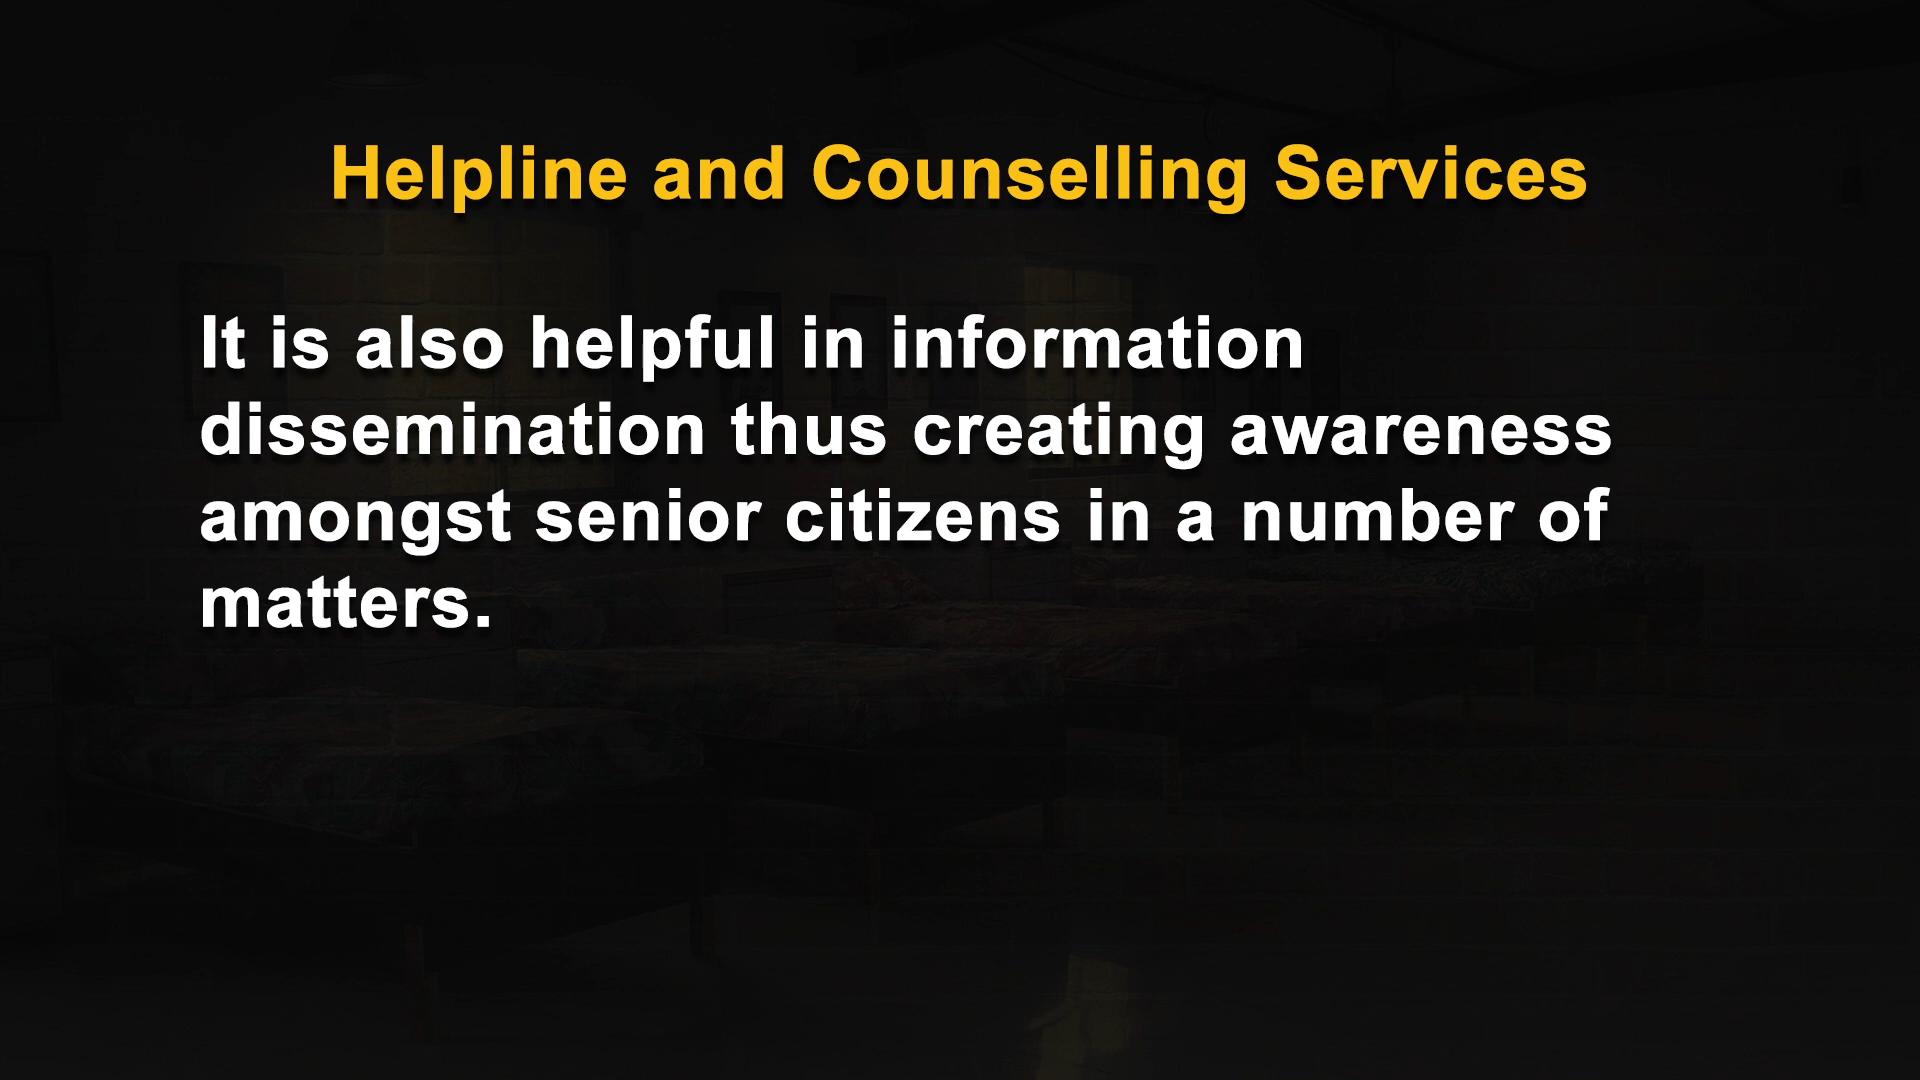 Helpline and Counselling Services
It is also helpful in information
dissemination thus creating awareness
amongst senior citizens in a number of
matters.